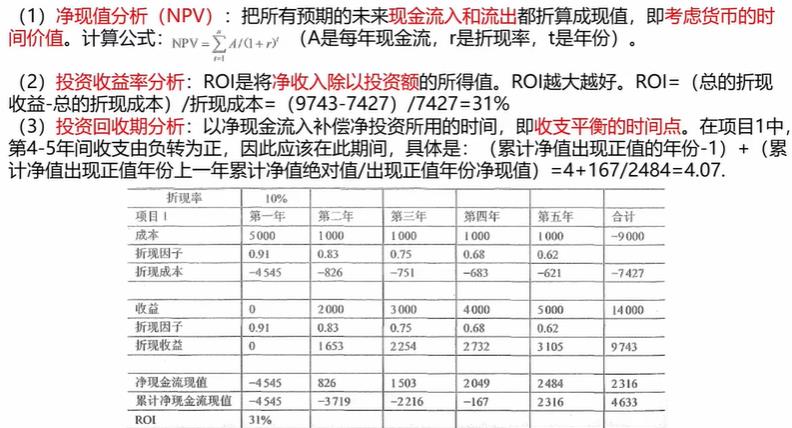 （1）净现值分析（NPV）：把所有预期的未来现金流入和流出都折算成现值，即考虑货币的时
间价值。计算公式：NPV=∑ⁿₜ₌₁ A/(1+r)ᵗ （A是每年现金流，r是折现率，t是年份）。
（2）投资收益率分析：ROI是将净收入除以投资额的所得值。ROI越大越好。ROI=（总的折现
收益-总的折现成本）/折现成本=（9743-7427）/7427=31%
（3）投资回收期分析：以净现金流入补偿净投资所用的时间，即收支平衡的时间点。在项目1中，
第4-5年间收支由负转为正，因此应该在此期间，具体是：（累计净值出现正值的年份-1）+（累
计净值出现正值年份上一年累计净值绝对值/出现正值年份净现值）=4+167/2484=4.07.
折现率 10%
项目1 第一年 第二年 第三年 第四年 第五年 合计
成本 5000 1000 1000 1000 1000 -9000
折现因子 0.91 0.83 0.75 0.68 0.62
折现成本 -4545 -826 -751 -683 -621 -7427
收益 0 2000 3000 4000 5000 14000
折现因子 0.91 0.83 0.75 0.68 0.62
折现收益 0 1653 2254 2732 3105 9743
净现金流现值 -4545 826 1503 2049 2484 2316
累计净现金流现值 -4545 -3719 -2216 -167 2316 4633
ROI 31%